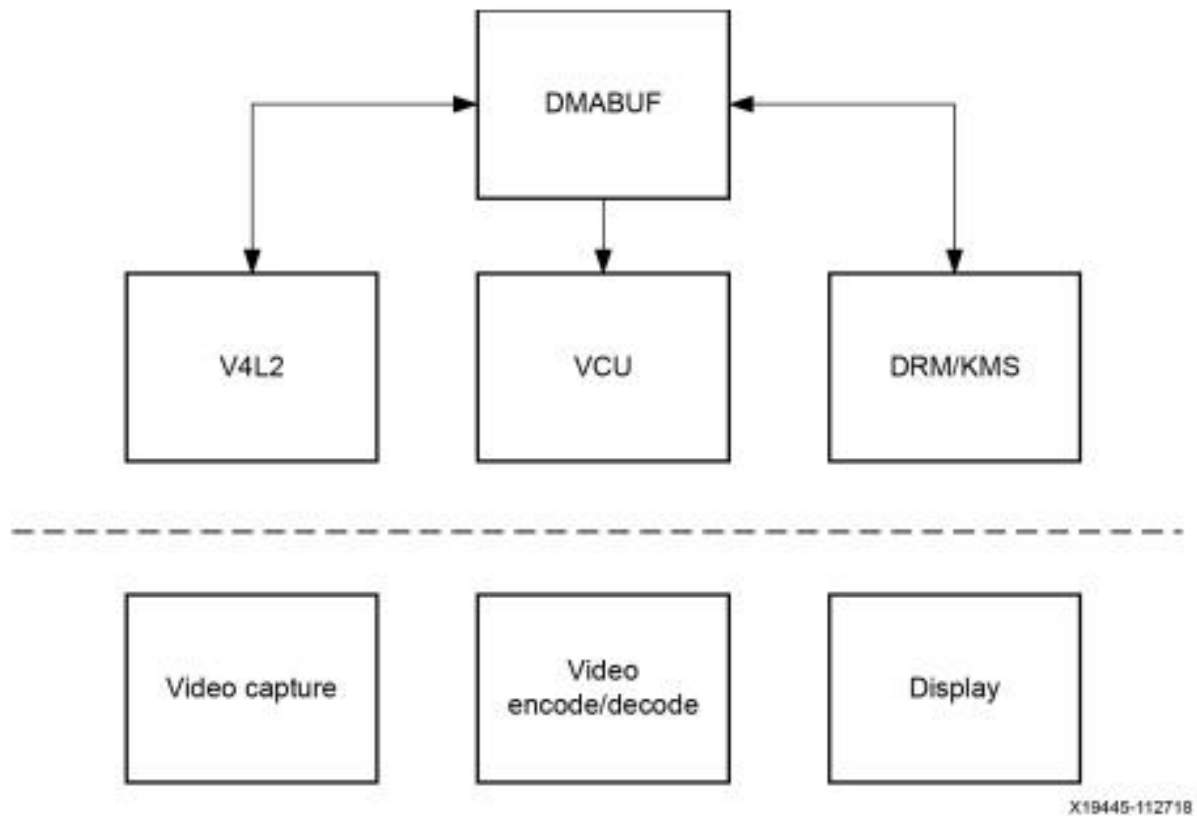 DMABUF
V4L2
VCU
DRM/KMS
Video capture
Video
encode/decode
Display
X19445-112718